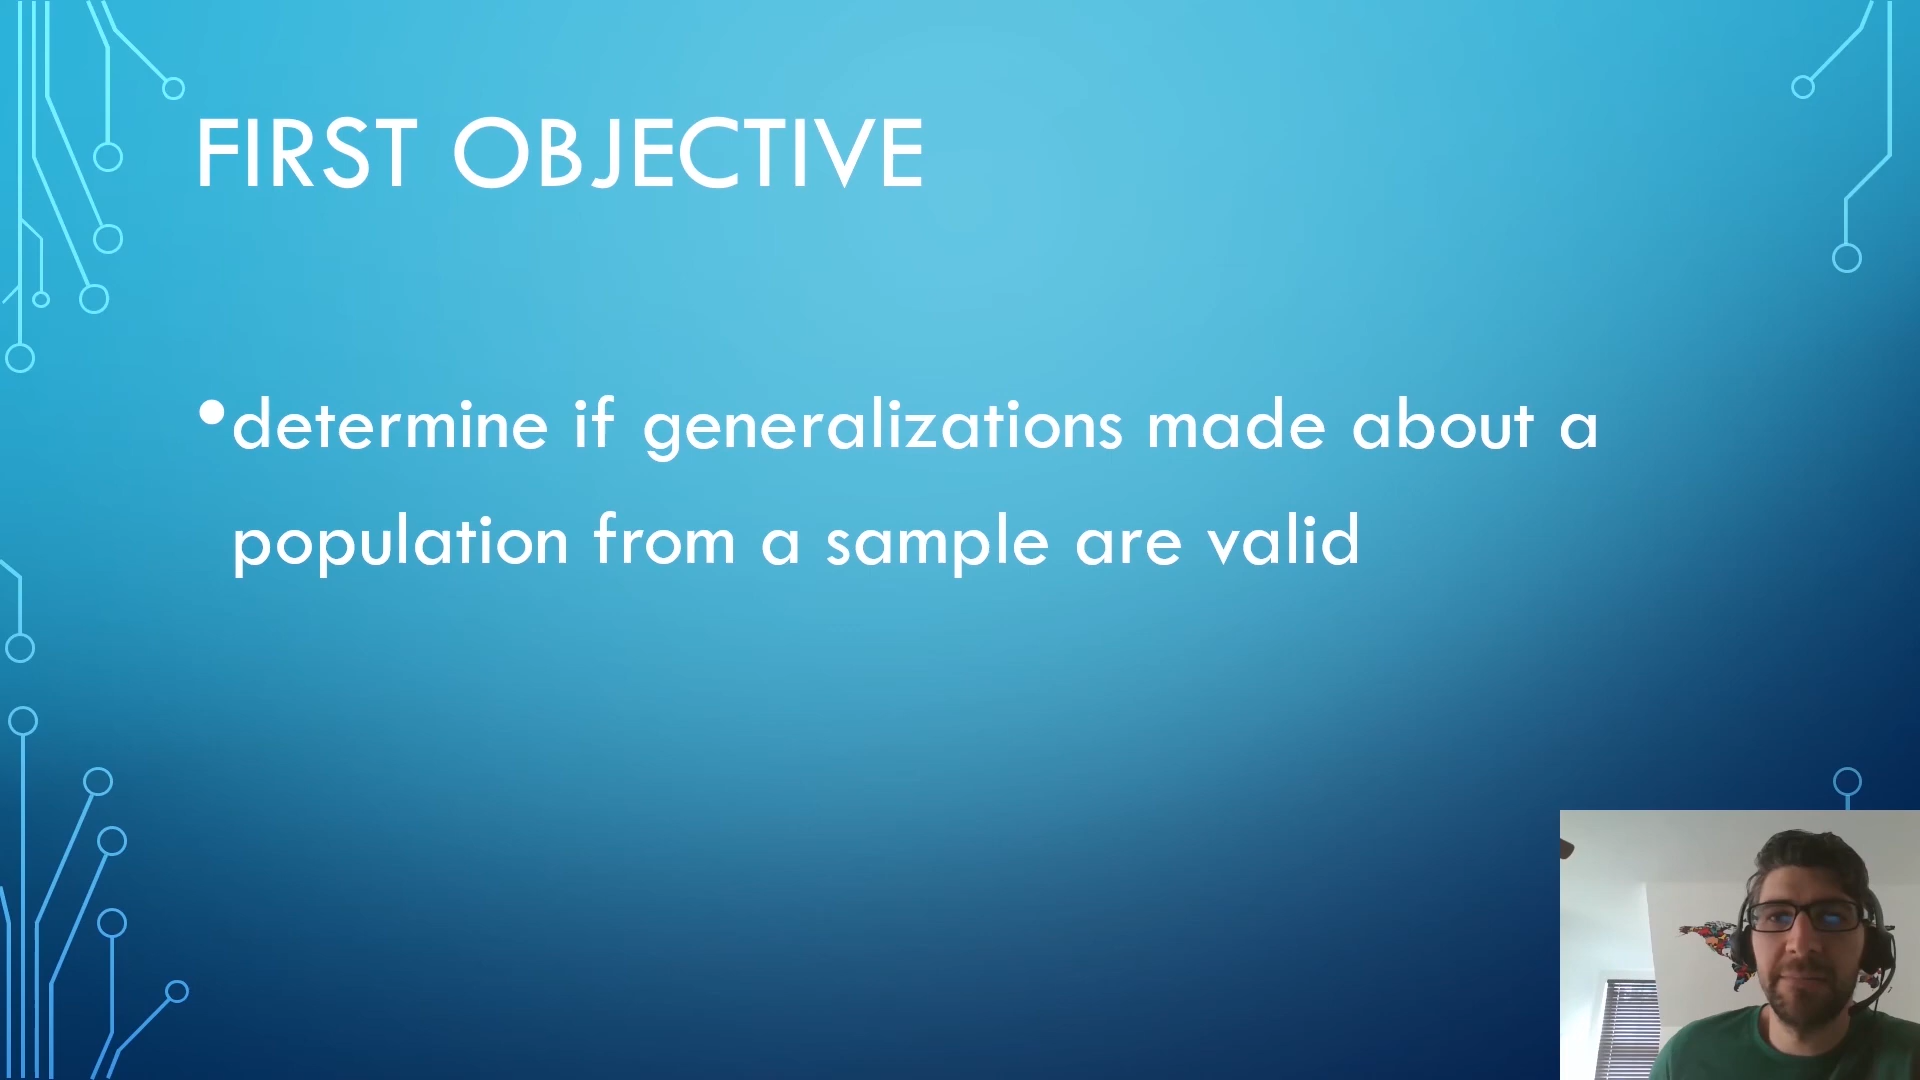 FIRST OBJECTIVE
•determine if generalizations made about a
population from a sample are valid